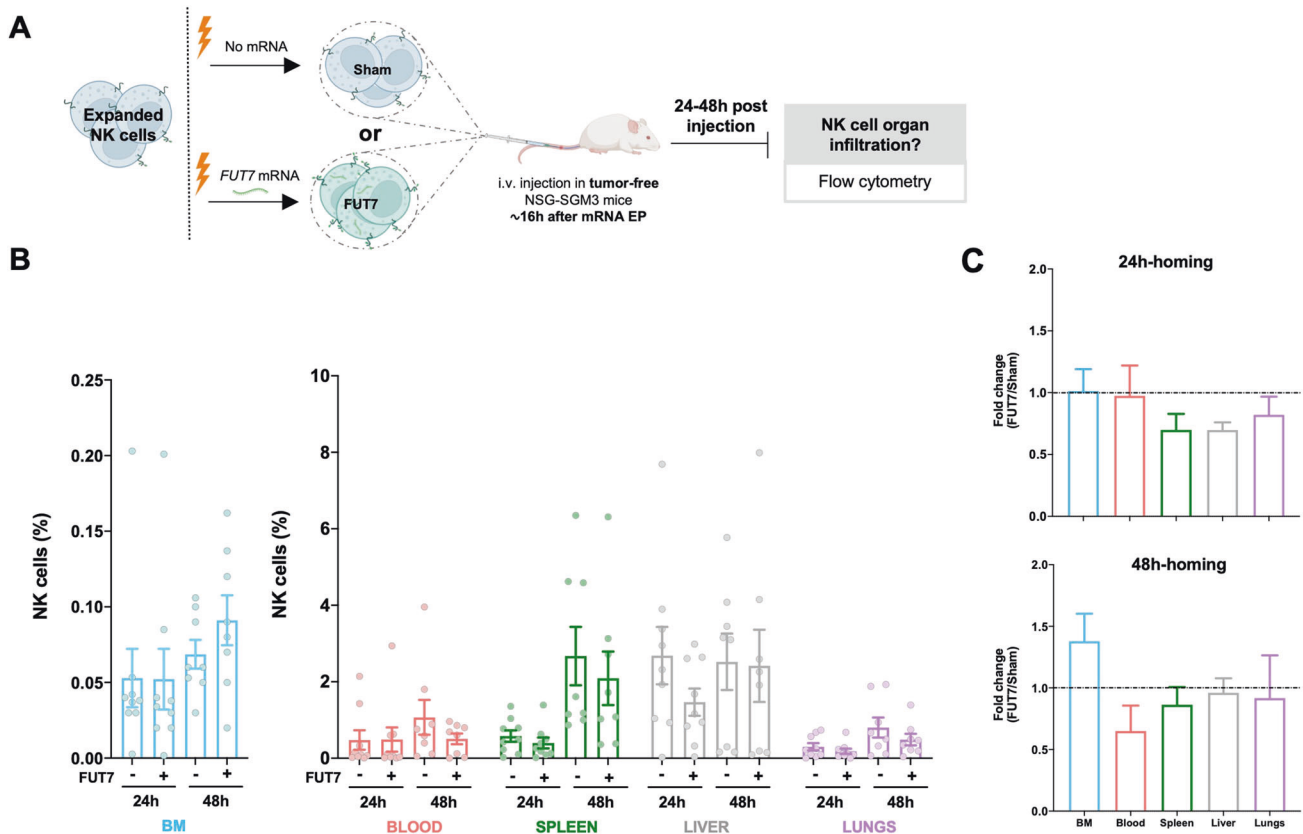 A
No mRNA
Sham
Expanded
NK cells
or
FUT7 mRNA
FUT7
i.v. injection in tumor-free
NSG-SGM3 mice
~16h after mRNA EP
24-48h post
injection
NK cell organ
infiltration?
Flow cytometry
B
NK cells (%)
0.25
0.20
0.15
0.10
0.05
0.00
FUT7 - + - +
24h 48h
BM
NK cells (%)
10
8
6
4
2
0
FUT7 - + - + - + - + - + - + - + - +
24h 48h 24h 48h 24h 48h 24h 48h
BLOOD SPLEEN LIVER LUNGS
C
24h-homing
Fold change
(FUT7/Sham)
2.0
1.5
1.0
0.5
0.0
48h-homing
Fold change
(FUT7/Sham)
2.0
1.5
1.0
0.5
0.0
BM Blood Spleen Liver Lungs